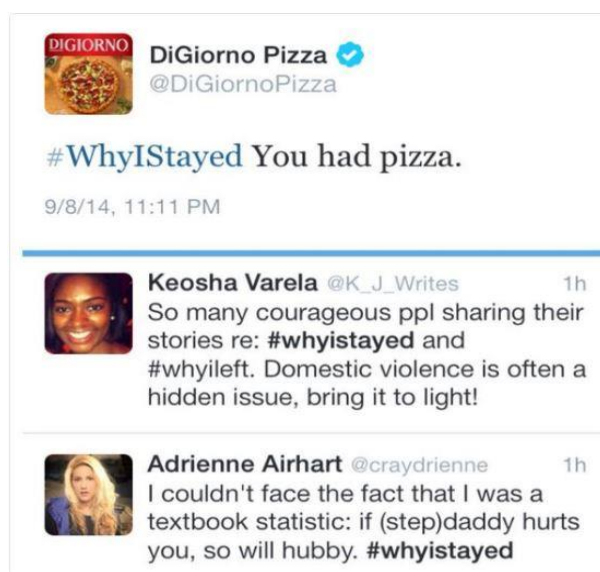 DIGIORNO
DiGiorno Pizza
@DiGiornoPizza
#WhyIStayed You had pizza.
9/8/14, 11:11 PM
Keosha Varela @K_J_Writes 1h
So many courageous ppl sharing their
stories re: #whyistayed and
#whyileft. Domestic violence is often a
hidden issue, bring it to light!
Adrienne Airhart @craydrienne 1h
I couldn't face the fact that I was a
textbook statistic: if (step)daddy hurts
you, so will hubby. #whyistayed